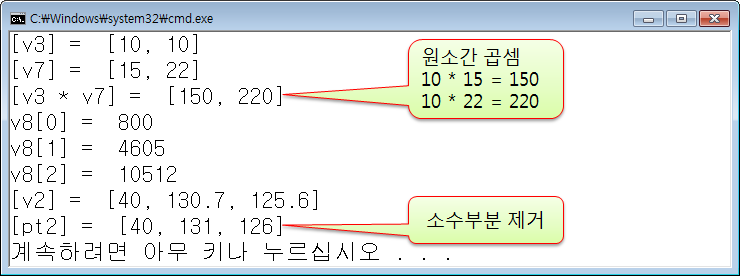 C:₩Windows₩system32₩cmd.exe
[v3] = [10, 10]
[v7] = [15, 22]
[v3 * v7] = [150, 220]
v8[0] = 800
v8[1] = 4605
v8[2] = 10512
[v2] = [40, 130.7, 125.6]
[pt2] = [40, 131, 126]
계속하려면 아무 키나 누르십시오 . . .
원소간 곱셈
10 * 15 = 150
10 * 22 = 220
소수부분 제거